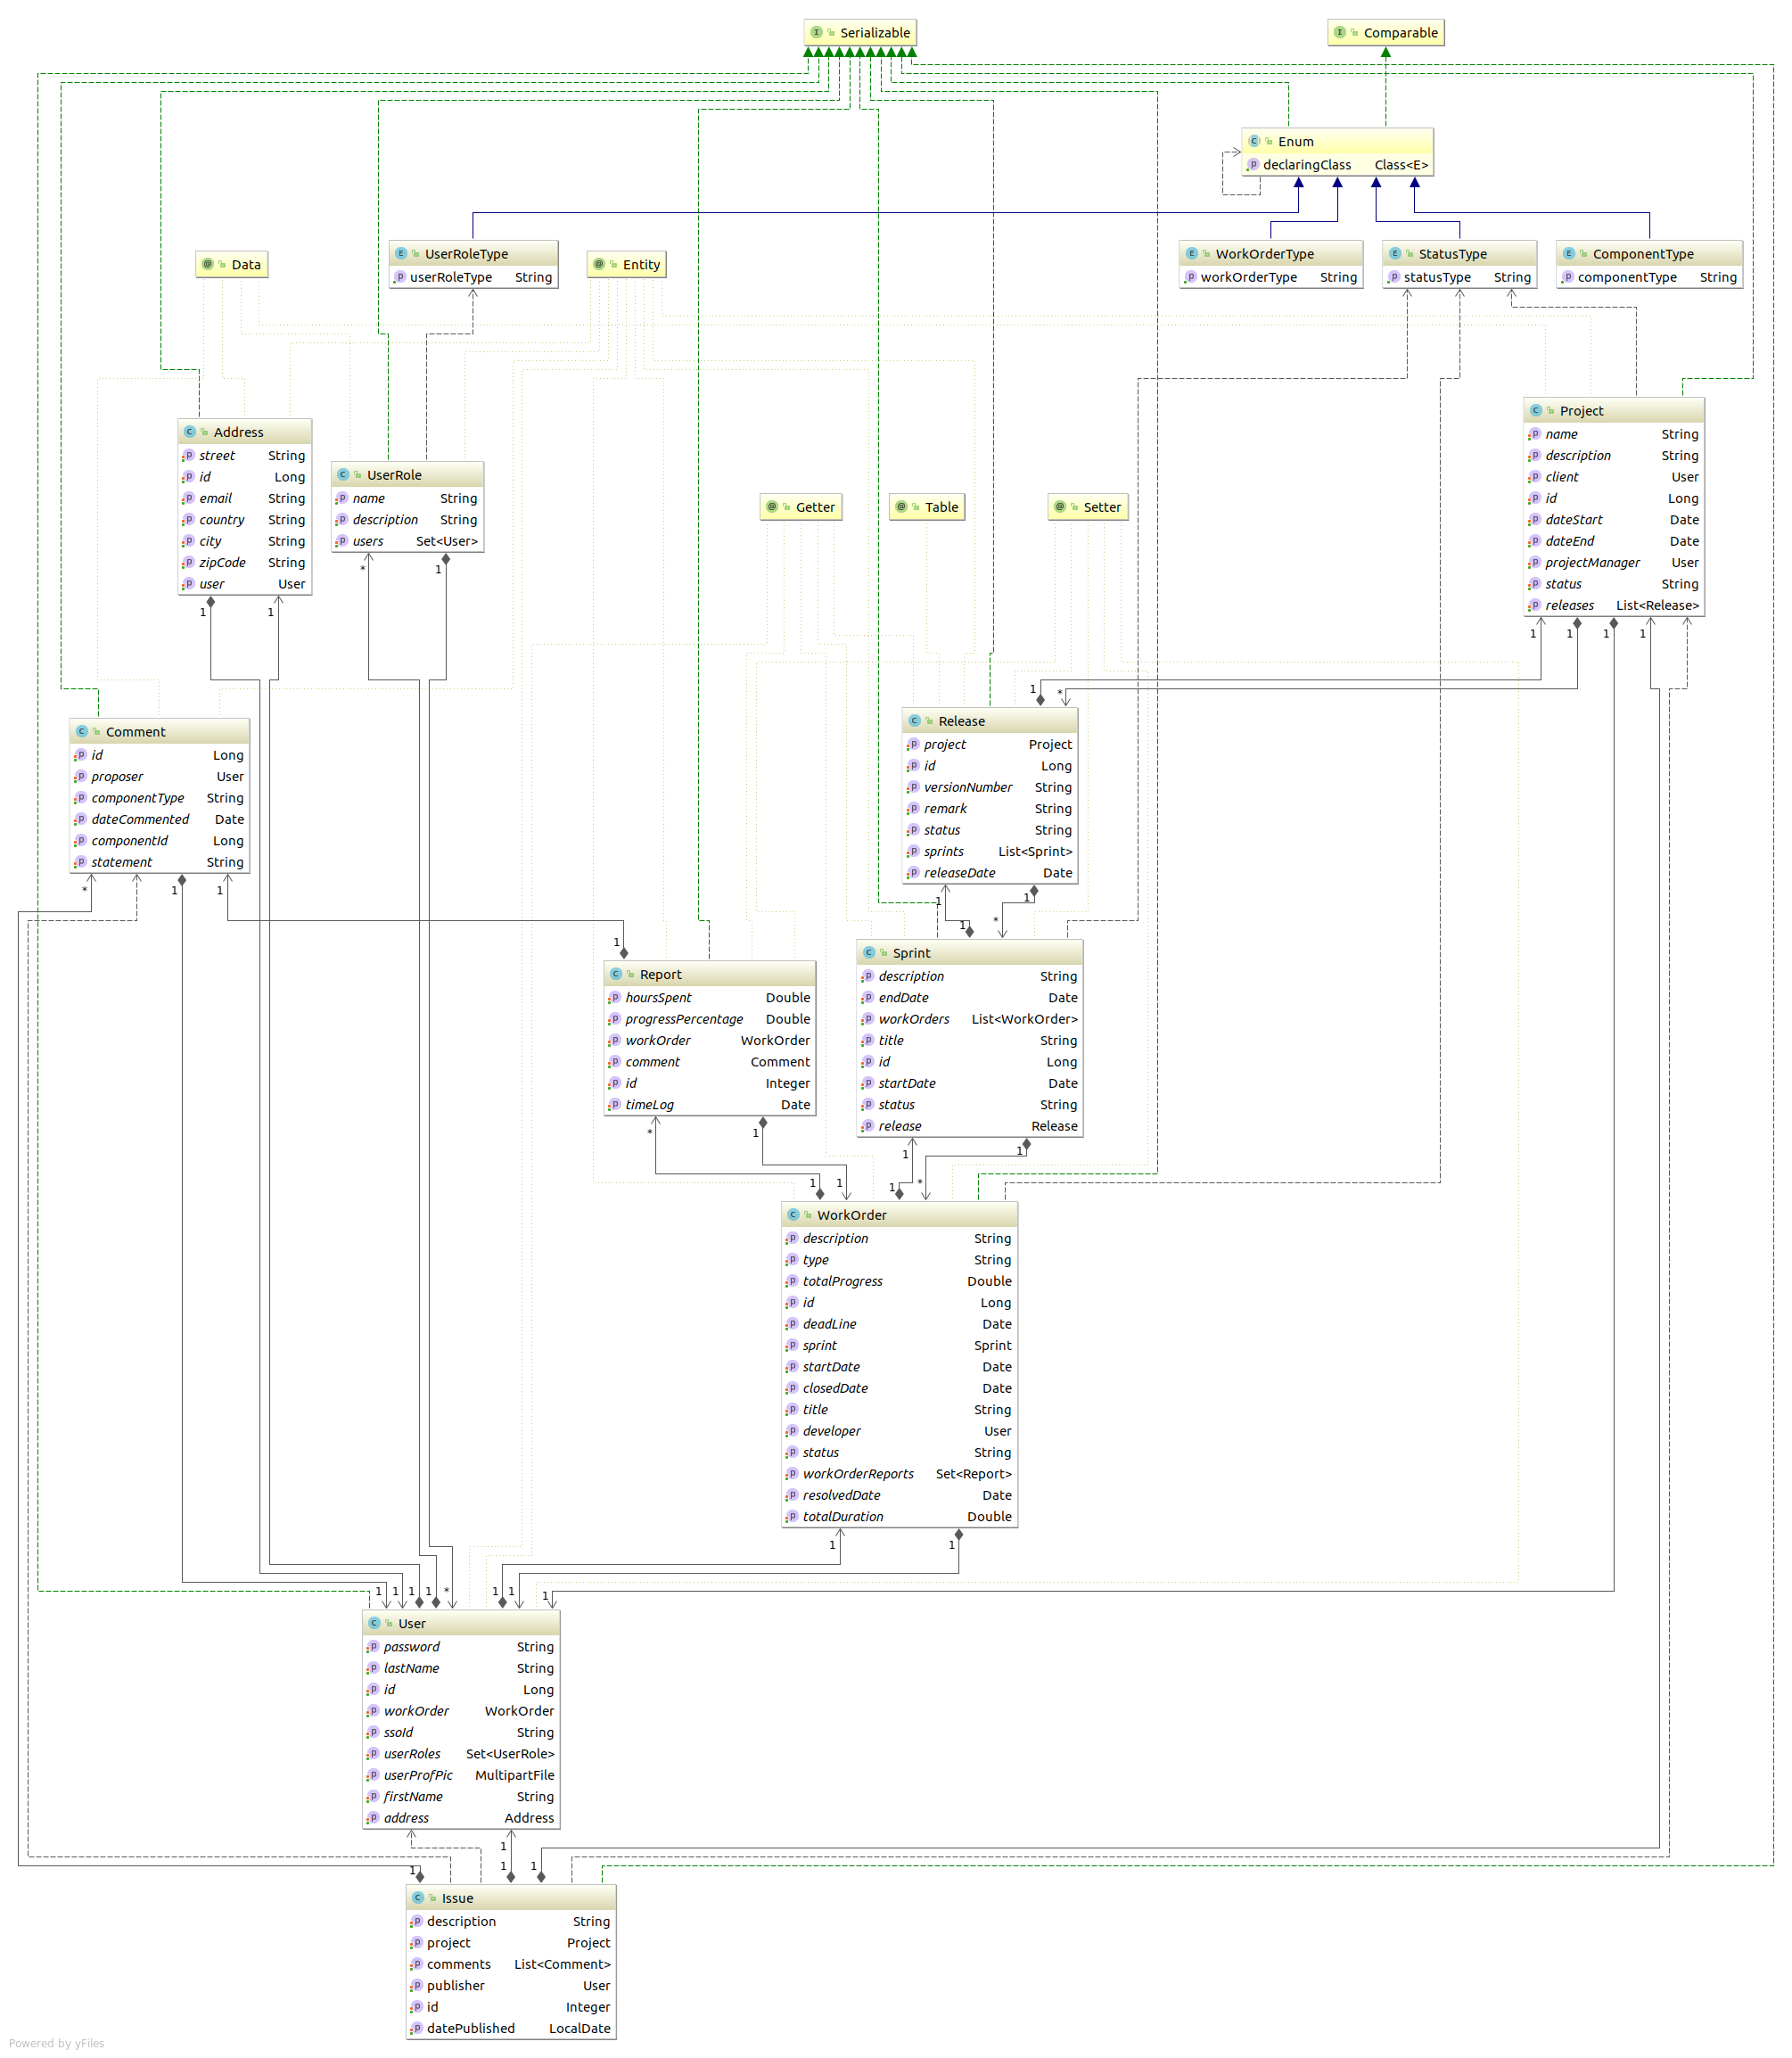 Serializable
Comparable
Enum
declaringClass Class<E>
UserRoleType
userRoleType String
WorkOrderType
workOrderType String
StatusType
statusType String
ComponentType
componentType String
Data
Entity
Address
street String
id Long
email String
country String
city String
zipCode String
user User
UserRole
name String
description String
users Set<User>
Getter
Table
Setter
Project
name String
description String
client User
id Long
dateStart Date
dateEnd Date
projectManager User
status String
releases List<Release>
Comment
id Long
proposer User
componentType String
dateCommented Date
componentId Long
statement String
Release
project Project
id Long
versionNumber String
remark String
status String
sprints List<Sprint>
releaseDate Date
Report
hoursSpent Double
progressPercentage Double
workOrder WorkOrder
comment Comment
id Integer
timeLog Date
Sprint
description String
endDate Date
workOrders List<WorkOrder>
title String
id Long
startDate Date
status String
release Release
WorkOrder
description String
type String
totalProgress Double
id Long
deadLine Date
sprint Sprint
startDate Date
closedDate Date
title String
developer User
status String
workOrderReports Set<Report>
resolvedDate Date
totalDuration Double
User
password String
lastName String
id Long
workOrder WorkOrder
ssoId String
userRoles Set<UserRole>
userProfPic MultipartFile
firstName String
address Address
Issue
description String
project Project
comments List<Comment>
publisher User
id Integer
datePublished LocalDate
Powered by yFiles